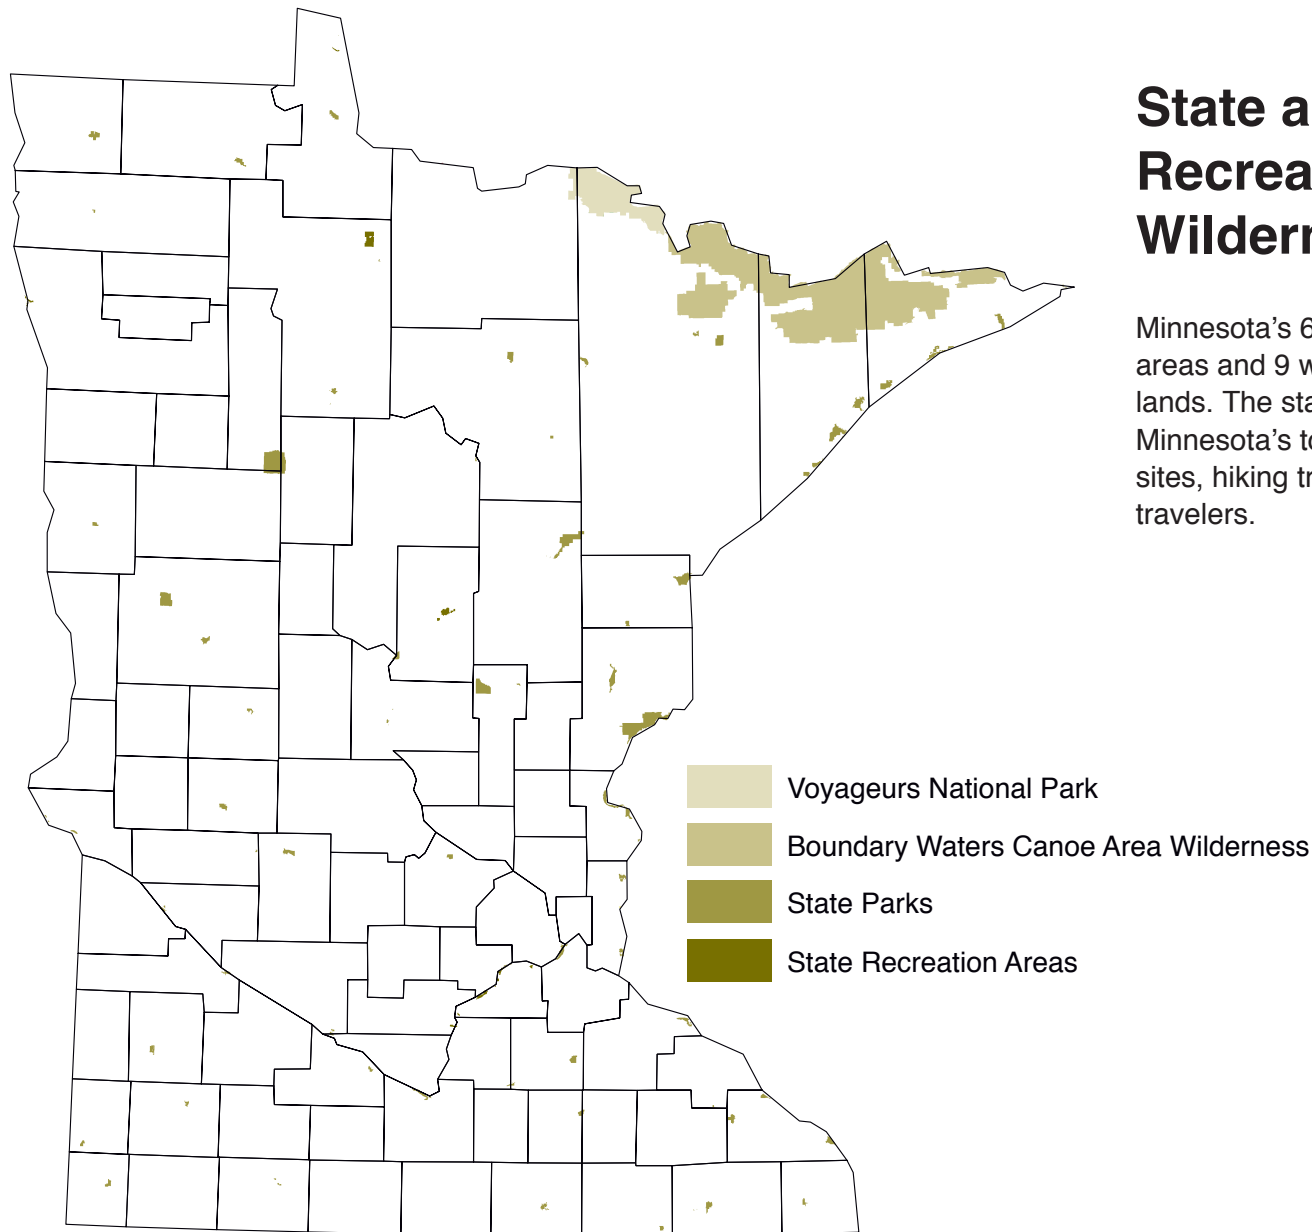 State a
Recrea
Wildern
Minnesota’s 6
areas and 9 w
lands. The sta
Minnesota’s to
sites, hiking tr
travelers.
Voyageurs National Park
Boundary Waters Canoe Area Wilderness
State Parks
State Recreation Areas